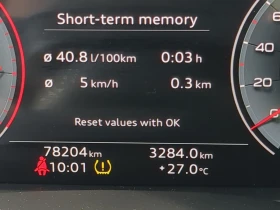 Short-term memory
ø 40.8 l/100km 0:03 h
ø 5 km/h 0.3 km
Reset values with OK
78204 km 3284.0 km
10:01 +27.0 °C